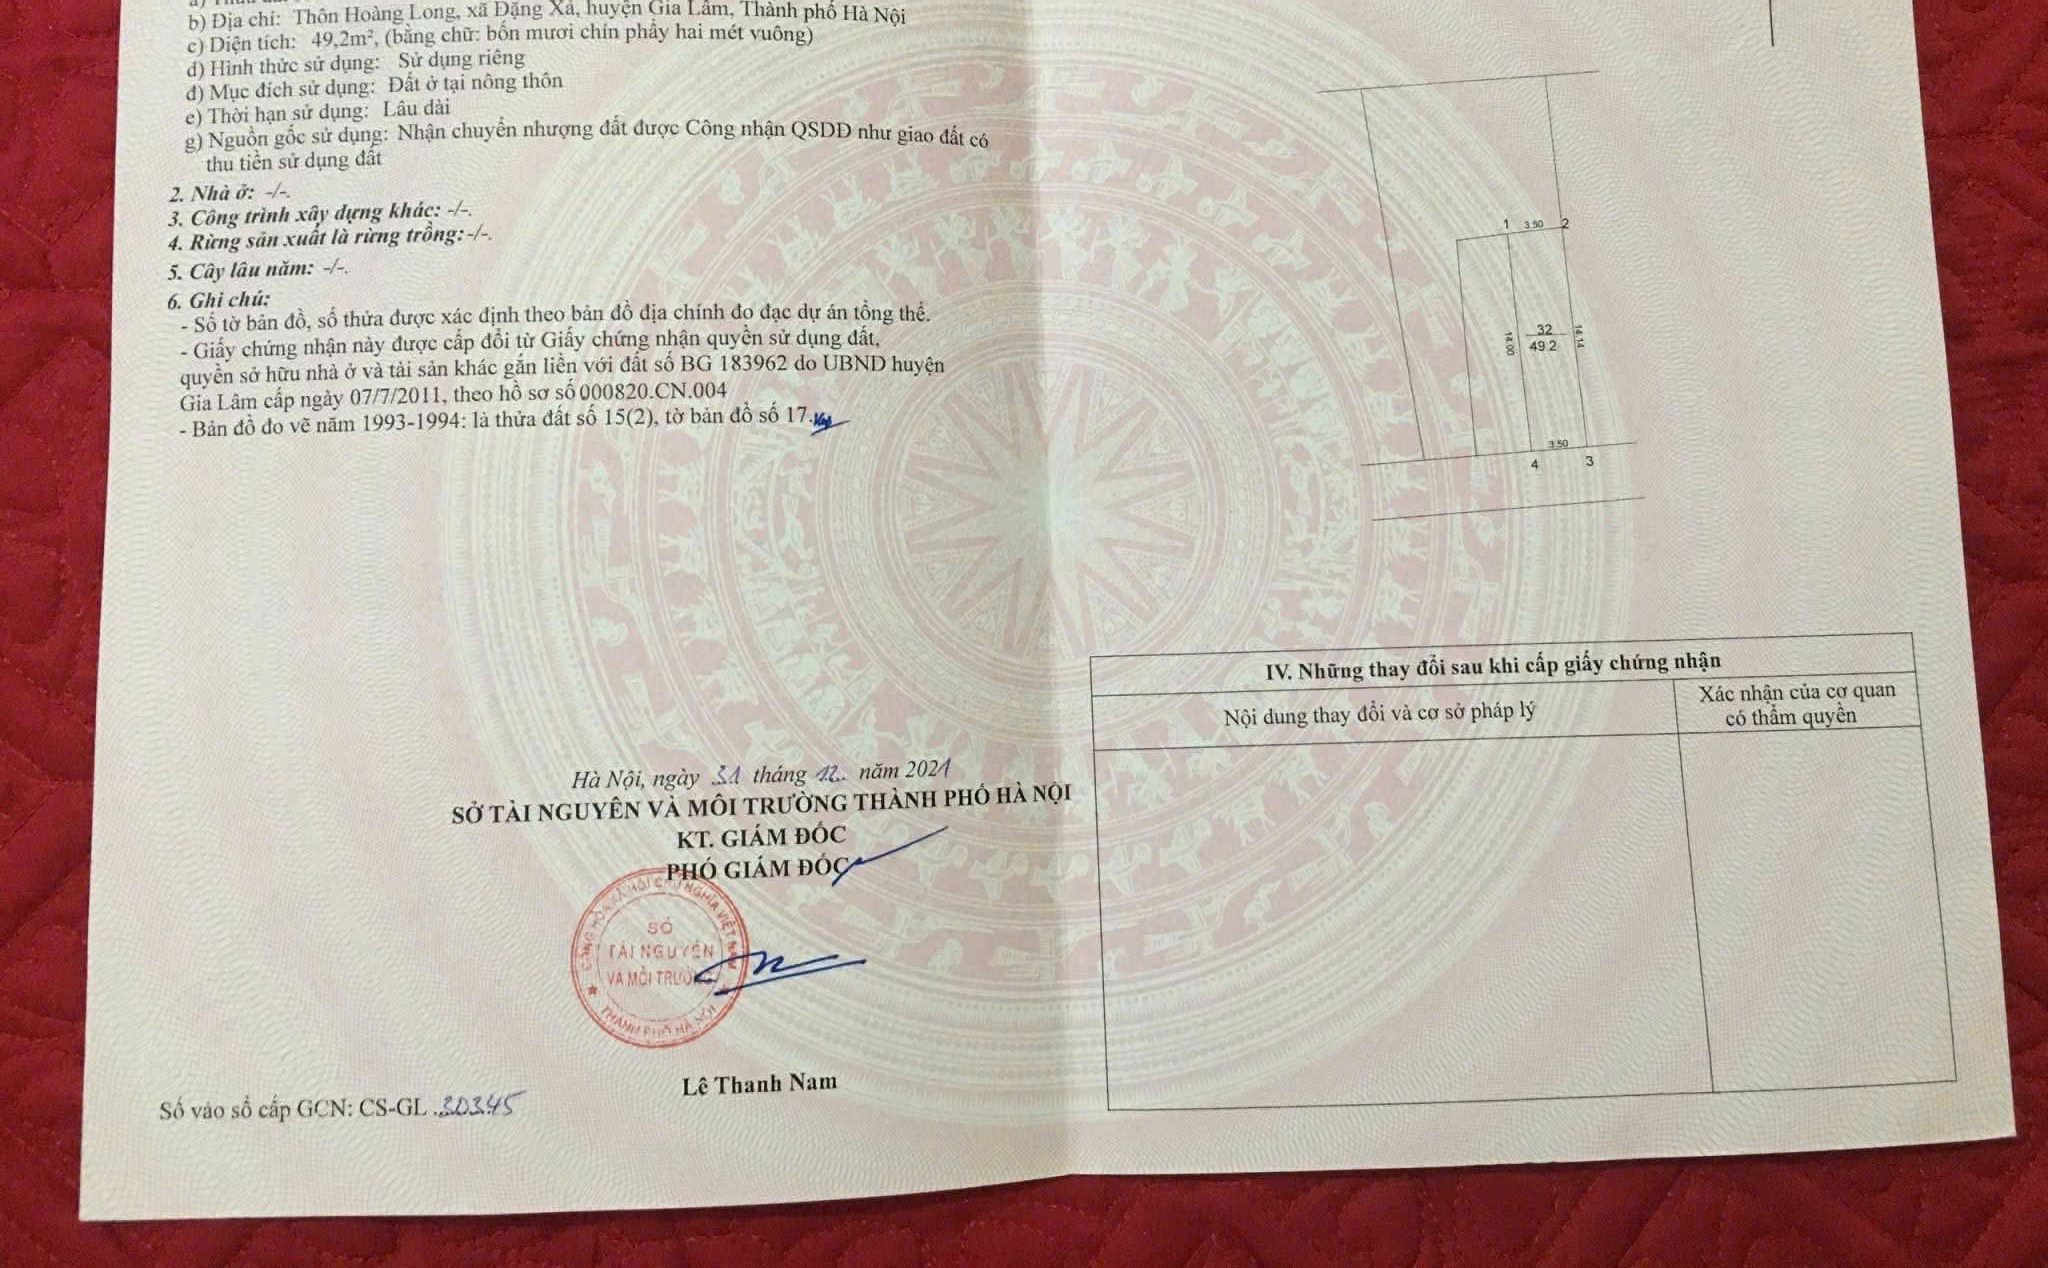 b) Địa chỉ: Thôn Hoàng Long, xã Đặng Xá, huyện Gia Lâm, Thành phố Hà Nội
c) Diện tích: 49,2m², (bằng chữ: bốn mươi chín phẩy hai mét vuông)
d) Hình thức sử dụng: Sử dụng riêng
đ) Mục đích sử dụng: Đất ở tại nông thôn
e) Thời hạn sử dụng: Lâu dài
g) Nguồn gốc sử dụng: Nhận chuyển nhượng đất được Công nhận QSDĐ như giao đất có
thu tiền sử dụng đất
2. Nhà ở: -/-.
3. Công trình xây dựng khác: -/-.
4. Rừng sản xuất là rừng trồng: -/-.
5. Cây lâu năm: -/-.
6. Ghi chú:
- Số tờ bản đồ, số thửa được xác định theo bản đồ địa chính đo đạc dự án tổng thể.
- Giấy chứng nhận này được cấp đổi từ Giấy chứng nhận quyền sử dụng đất,
quyền sở hữu nhà ở và tài sản khác gắn liền với đất số BG 183962 do UBND huyện
Gia Lâm cấp ngày 07/7/2011, theo hồ sơ số 000820.CN.004
- Bản đồ đo vẽ năm 1993-1994: là thửa đất số 15(2), tờ bản đồ số 17.
Hà Nội, ngày 31 tháng 12 năm 2021
SỞ TÀI NGUYÊN VÀ MÔI TRƯỜNG THÀNH PHỐ HÀ NỘI
KT. GIÁM ĐỐC
PHÓ GIÁM ĐỐC
CỘNG HÒA XÃ HỘI CHỦ NGHĨA VIỆT NAM
SỞ
TÀI NGUYÊN
VÀ MÔI TRƯỜNG
THÀNH PHỐ HÀ NỘI
Lê Thanh Nam
Số vào sổ cấp GCN: CS-GL 30345
1 3.50 2
14.00
32
49.2
14.14
3.50
4 3
IV. Những thay đổi sau khi cấp giấy chứng nhận
Nội dung thay đổi và cơ sở pháp lý
Xác nhận của cơ quan
có thẩm quyền